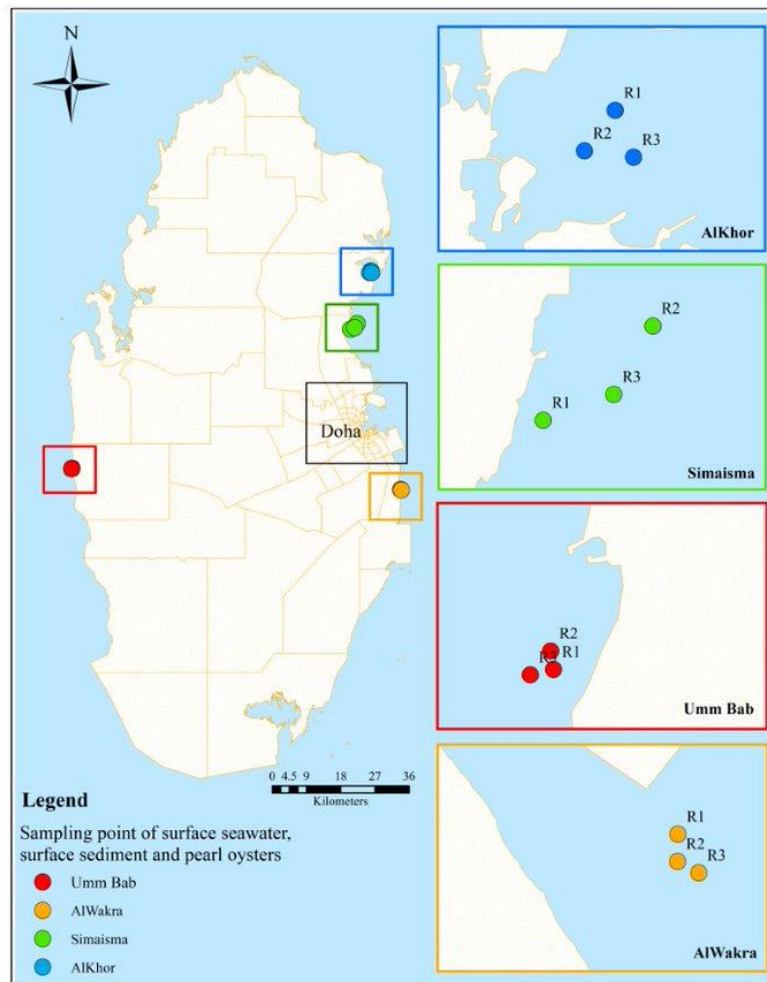 N
R1
R2
R3
AlKhor
R2
R3
R1
Simaisma
Doha
R2
R1
R3
Umm Bab
0 4.5 9 18 27 36
Kilometers
R1
R2
R3
AlWakra
Legend
Sampling point of surface seawater,
surface sediment and pearl oysters
Umm Bab
AlWakra
Simaisma
AlKhor